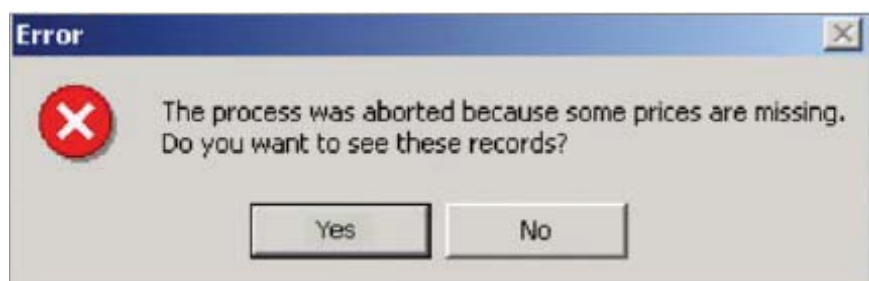 Error
The process was aborted because some prices are missing.
Do you want to see these records?
Yes No